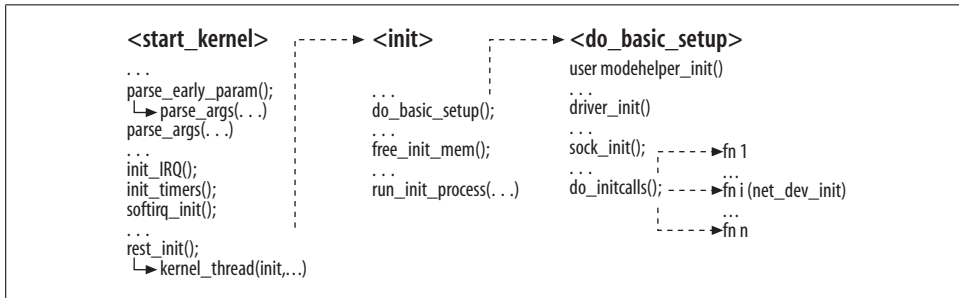 <start_kernel>
. . .
parse_early_param();
parse_args(. . .)
parse_args(. . .)
. . .
init_IRQ();
init_timers();
softirq_init();
. . .
rest_init();
kernel_thread(init,...)
<init>
. . .
do_basic_setup();
. . .
free_init_mem();
. . .
run_init_process(. . .)
<do_basic_setup>
user modehelper_init()
. . .
driver_init()
. . .
sock_init();
. . .
do_initcalls();
fn 1
...
fn i (net_dev_init)
...
fn n